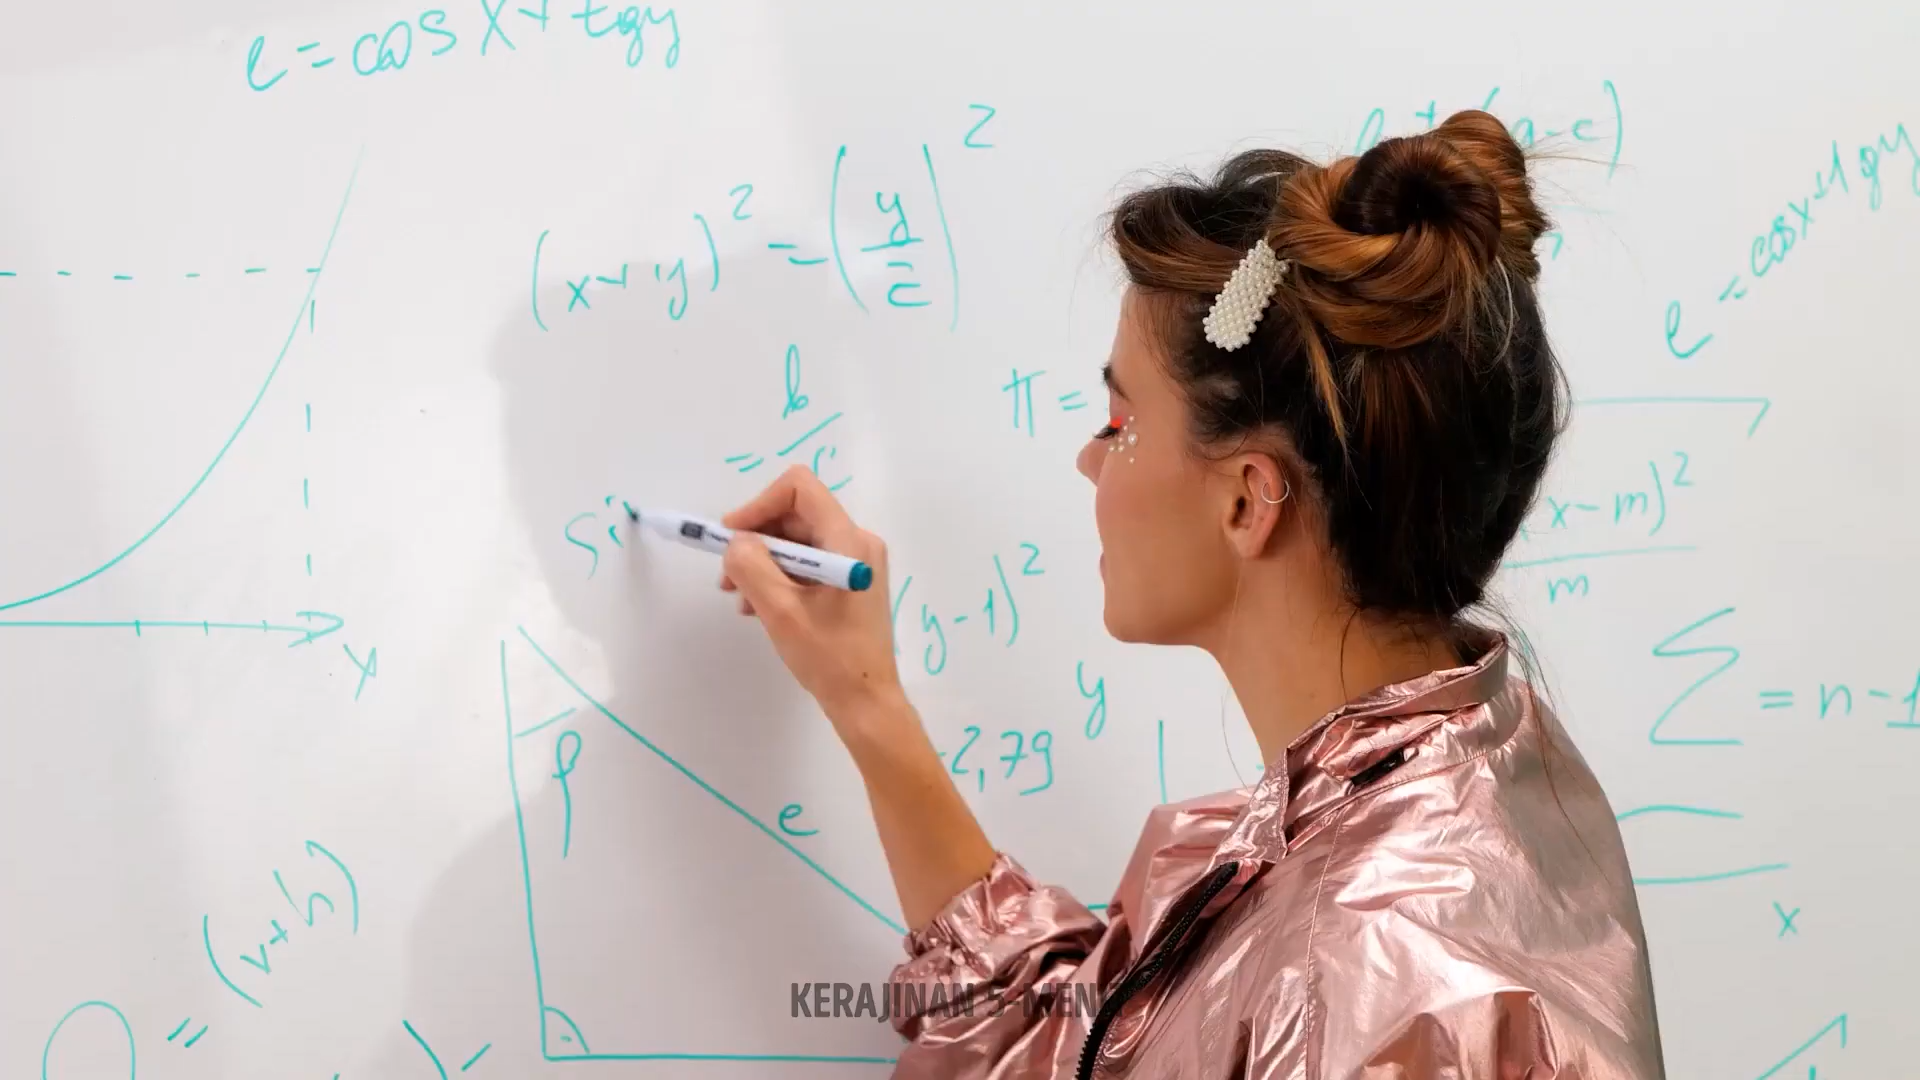 e = cos x + tgy
(x + y)² = (y/c)²
= b/c
π =
si
(y-1)²
2,79
y
β
e
(v+h)
x
e = cos x + tgy
(x-m)²
m
Σ = n-1
x
KERAJINAN 5-MEN